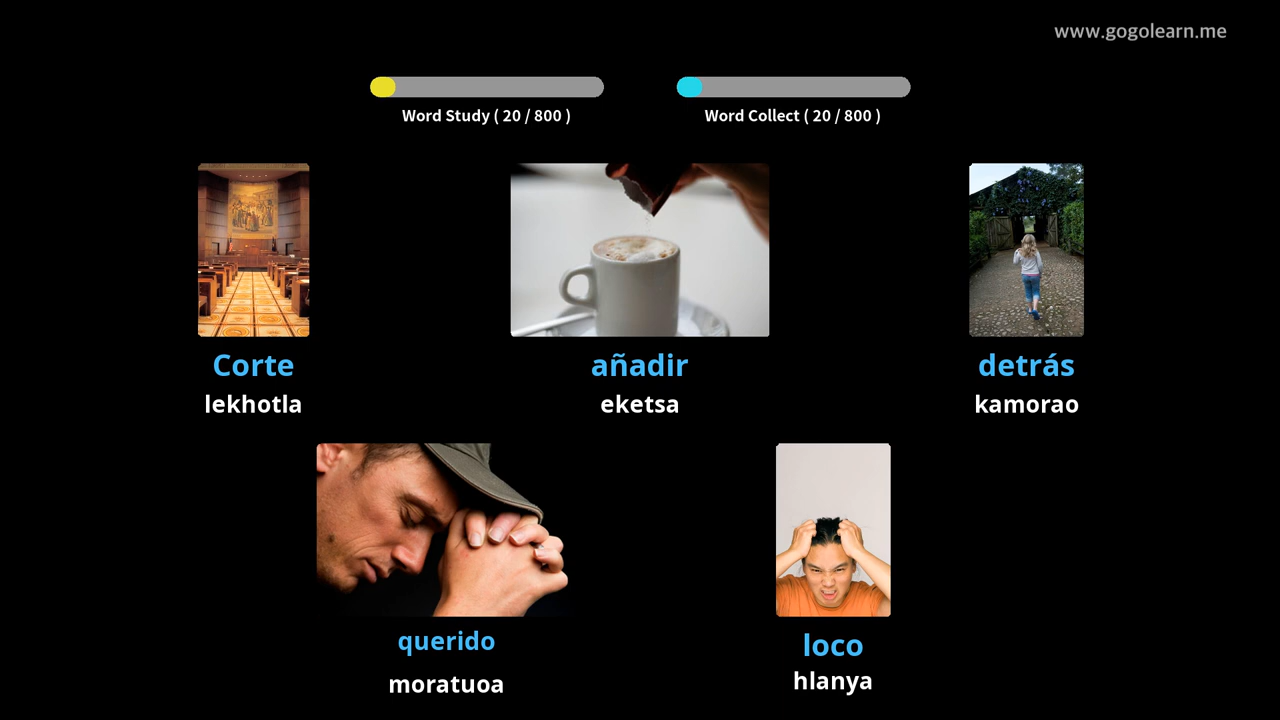 www.gogolearn.me
Word Study ( 20 / 800 )
Word Collect ( 20 / 800 )
Corte
lekhotla
añadir
eketsa
detrás
kamorao
querido
moratuoa
loco
hlanya